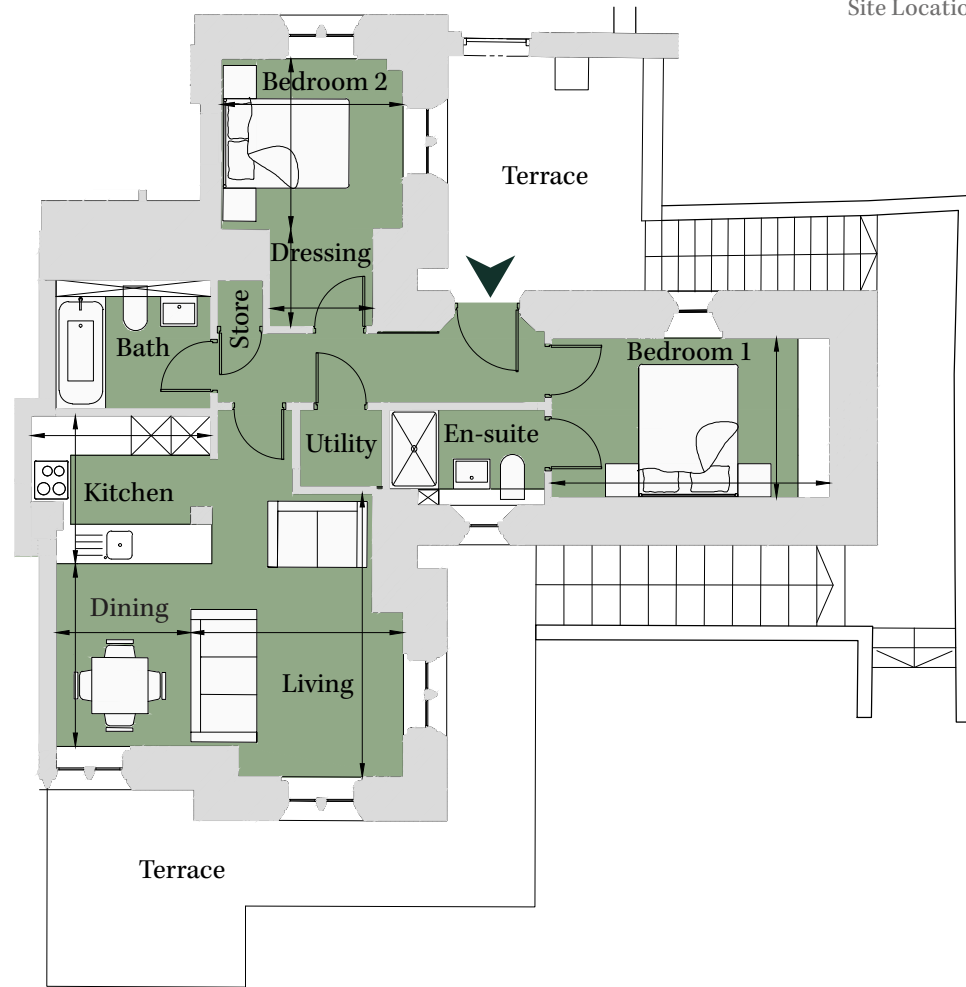 Site Locatio
Bedroom 2
Terrace
Dressing
Store
Bath
Bedroom 1
Utility
En-suite
Kitchen
Dining
Living
Terrace